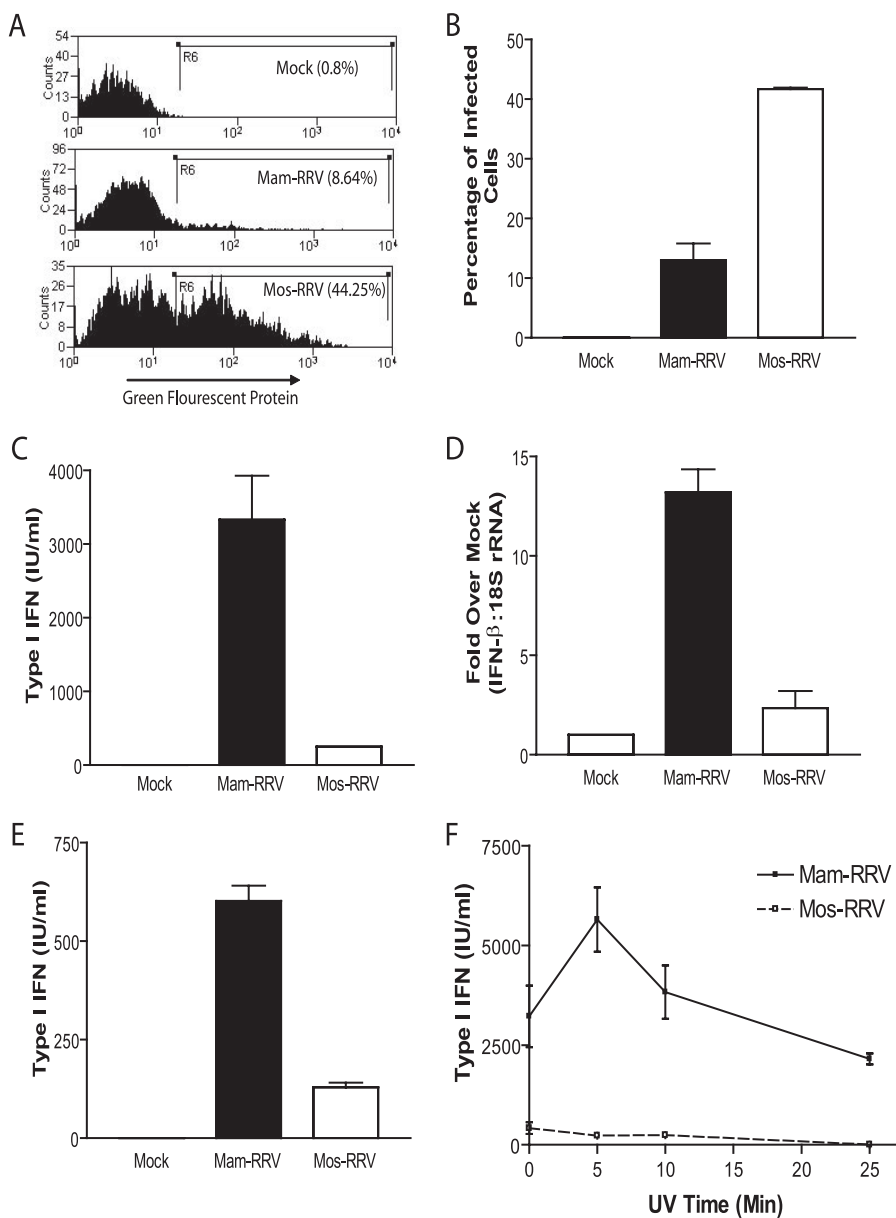 A
54
40
27
13
0
Counts
R6
Mock (0.8%)
10⁰ 10¹ 10² 10³ 10⁴
96
72
48
24
0
Counts
R6
Mam-RRV (8.64%)
10⁰ 10¹ 10² 10³ 10⁴
35
26
17
8
0
Counts
R6
Mos-RRV (44.25%)
10⁰ 10¹ 10² 10³ 10⁴
Green Flourescent Protein
B
Percentage of Infected
Cells
50
40
30
20
10
0
Mock Mam-RRV Mos-RRV
C
Type I IFN (IU/ml)
4000
3000
2000
1000
0
Mock Mam-RRV Mos-RRV
D
Fold Over Mock
(IFN-β:18S rRNA)
15
10
5
0
Mock Mam-RRV Mos-RRV
E
Type I IFN (IU/ml)
750
500
250
0
Mock Mam-RRV Mos-RRV
F
Type I IFN (IU/ml)
7500
5000
2500
0
Mam-RRV
Mos-RRV
0 5 10 15 20 25
UV Time (Min)